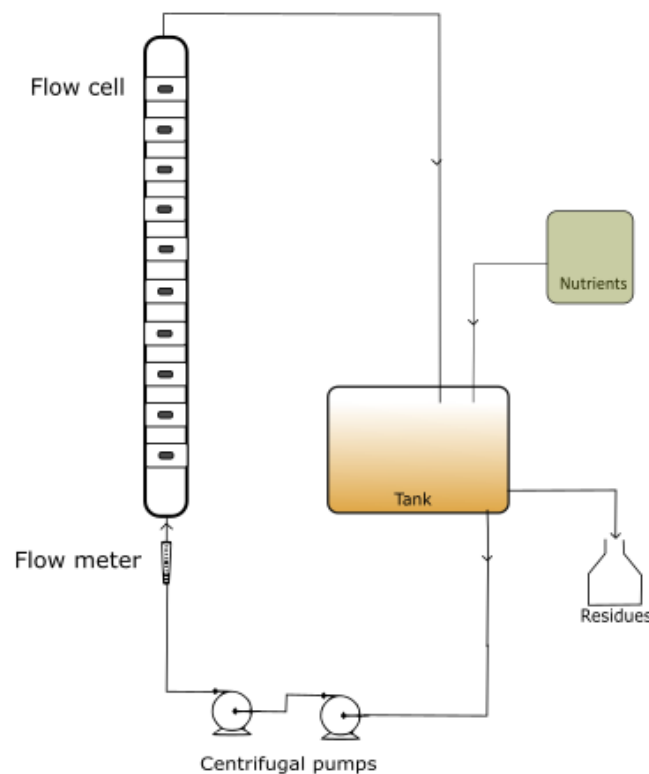 Flow cell
Nutrients
Tank
Flow meter
Residues
Centrifugal pumps